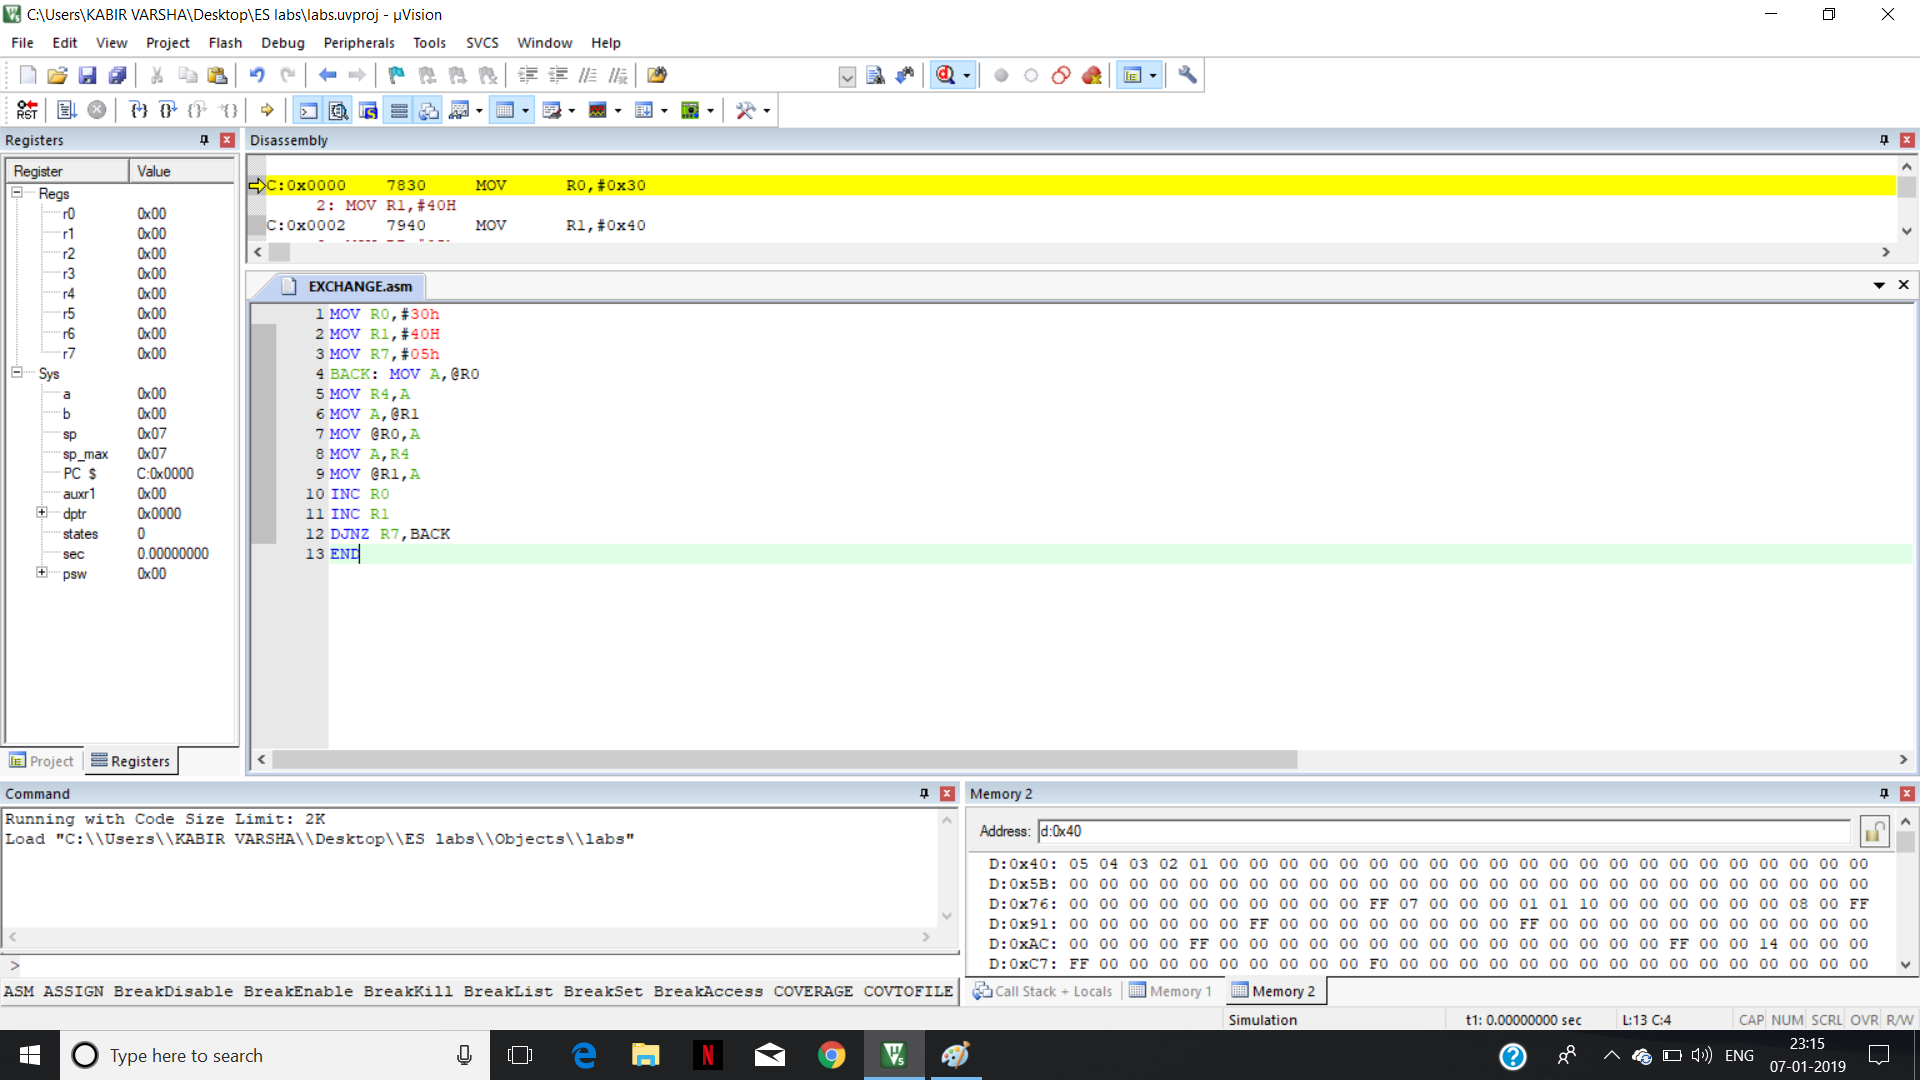 C:\Users\KABIR VARSHA\Desktop\ES labs\labs.uvproj - µVision
File Edit View Project Flash Debug Peripherals Tools SVCS Window Help
Registers
Register Value
Regs
r0 0x00
r1 0x00
r2 0x00
r3 0x00
r4 0x00
r5 0x00
r6 0x00
r7 0x00
Sys
a 0x00
b 0x00
sp 0x07
sp_max 0x07
PC $ C:0x0000
auxr1 0x00
dptr 0x0000
states 0
sec 0.00000000
psw 0x00
Project Registers
Disassembly
C:0x0000 7830 MOV R0,#0x30
2: MOV R1,#40H
C:0x0002 7940 MOV R1,#0x40
EXCHANGE.asm
1 MOV R0,#30h
2 MOV R1,#40H
3 MOV R7,#05h
4 BACK: MOV A,@R0
5 MOV R4,A
6 MOV A,@R1
7 MOV @R0,A
8 MOV A,R4
9 MOV @R1,A
10 INC R0
11 INC R1
12 DJNZ R7,BACK
13 END
Command
Running with Code Size Limit: 2K
Load "C:\\Users\\KABIR VARSHA\\Desktop\\ES labs\\Objects\\labs"
>
ASM ASSIGN BreakDisable BreakEnable BreakKill BreakList BreakSet BreakAccess COVERAGE COVTOFILE
Memory 2
Address: d:0x40
D:0x40: 05 04 03 02 01 00 00 00 00 00 00 00 00 00 00 00 00 00 00 00 00 00 00 00 00 00 00
D:0x5B: 00 00 00 00 00 00 00 00 00 00 00 00 00 00 00 00 00 00 00 00 00 00 00 00 00 00 00
D:0x76: 00 00 00 00 00 00 00 00 00 00 FF 07 00 00 00 01 01 10 00 00 00 00 00 00 08 00 FF
D:0x91: 00 00 00 00 00 00 FF 00 00 00 00 00 00 00 00 FF 00 00 00 00 00 00 00 00 00 00 00
D:0xAC: 00 00 00 00 FF 00 00 00 00 00 00 00 00 00 00 00 00 00 00 00 FF 00 00 14 00 00 00
D:0xC7: FF 00 00 00 00 00 00 00 00 00 F0 00 00 00 00 00 00 00 00 00 00 00 00 00 00 00 00
Call Stack + Locals Memory 1 Memory 2
Simulation t1: 0.00000000 sec L:13 C:4 CAP NUM SCRL OVR R/W
Type here to search
ENG
23:15
07-01-2019